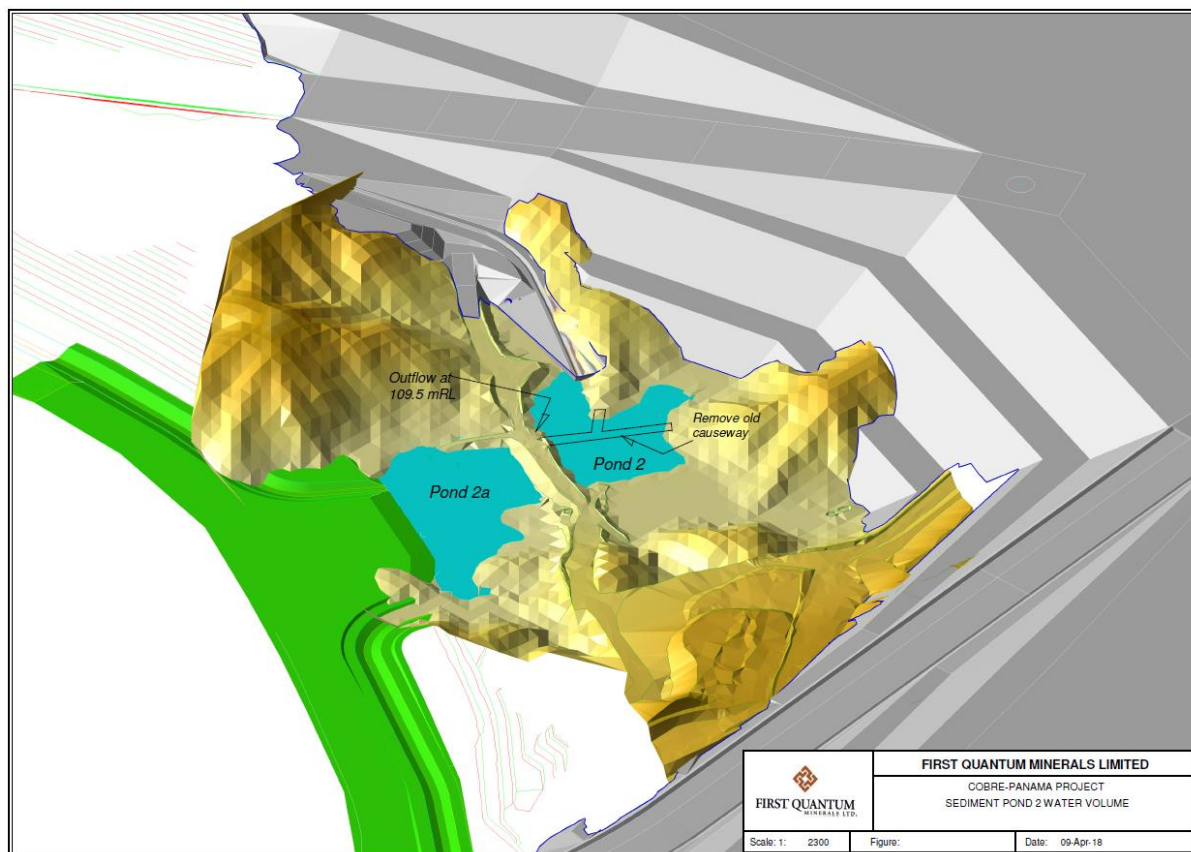 Outflow at
109.5 mRL
Remove old
causeway
Pond 2
Pond 2a
FIRST QUANTUM
MINERALS LTD.
FIRST QUANTUM MINERALS LIMITED
COBRE-PANAMA PROJECT
SEDIMENT POND 2 WATER VOLUME
Scale: 1: 2300
Figure:
Date: 09-Apr-18